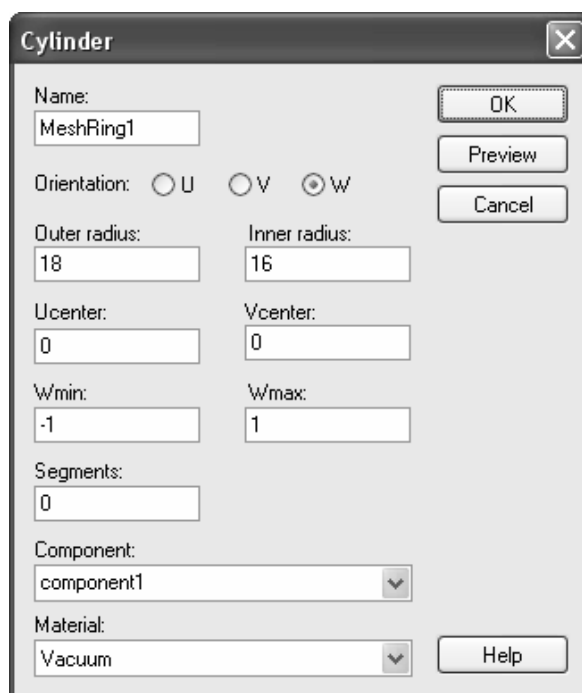 Cylinder
Name:
MeshRing1
OK
Preview
Cancel
Orientation: U V W
Outer radius: Inner radius:
18 16
Ucenter: Vcenter:
0 0
Wmin: Wmax:
-1 1
Segments:
0
Component:
component1
Material:
Vacuum
Help